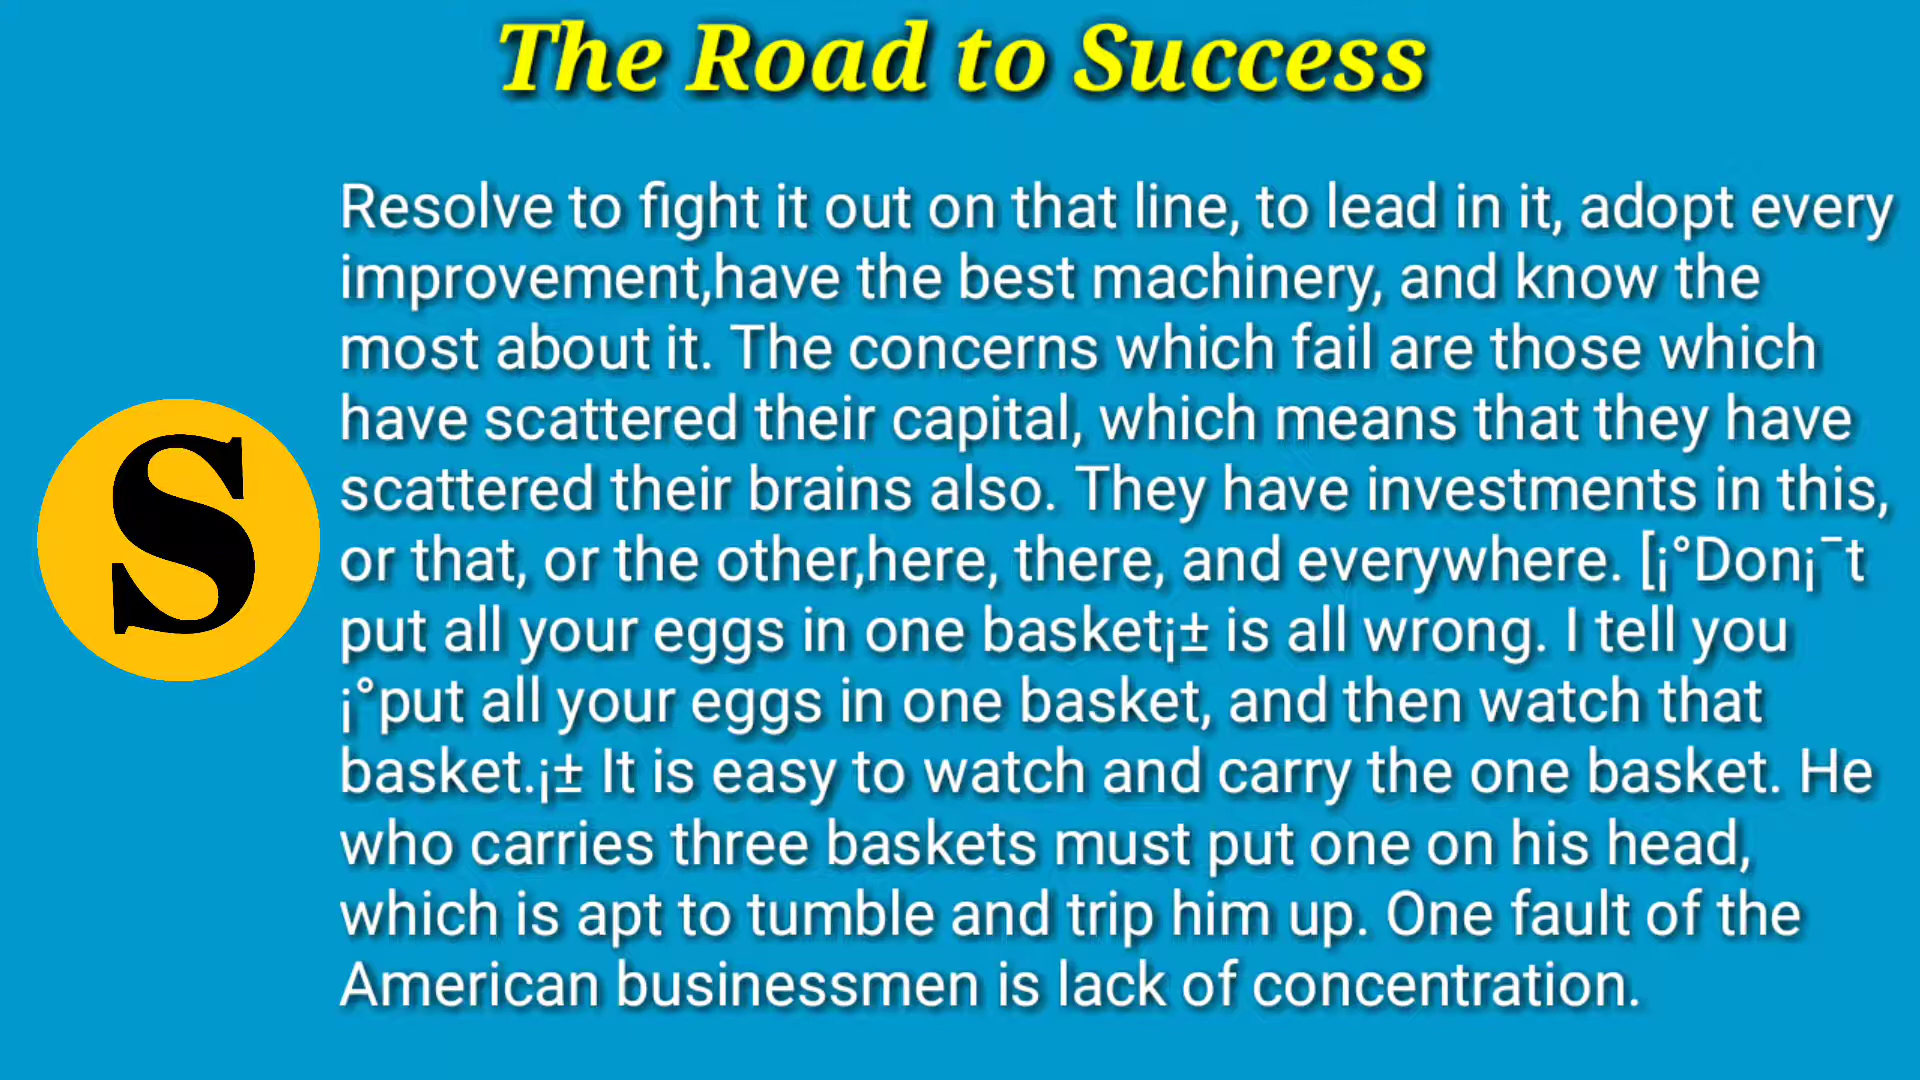 The Road to Success
Resolve to fight it out on that line, to lead in it, adopt every
improvement,have the best machinery, and know the
most about it. The concerns which fail are those which
have scattered their capital, which means that they have
scattered their brains also. They have investments in this,
or that, or the other,here, there, and everywhere. [¡°Don¡¯t
put all your eggs in one basket¡± is all wrong. I tell you
¡°put all your eggs in one basket, and then watch that
basket.¡± It is easy to watch and carry the one basket. He
who carries three baskets must put one on his head,
which is apt to tumble and trip him up. One fault of the
American businessmen is lack of concentration.
S